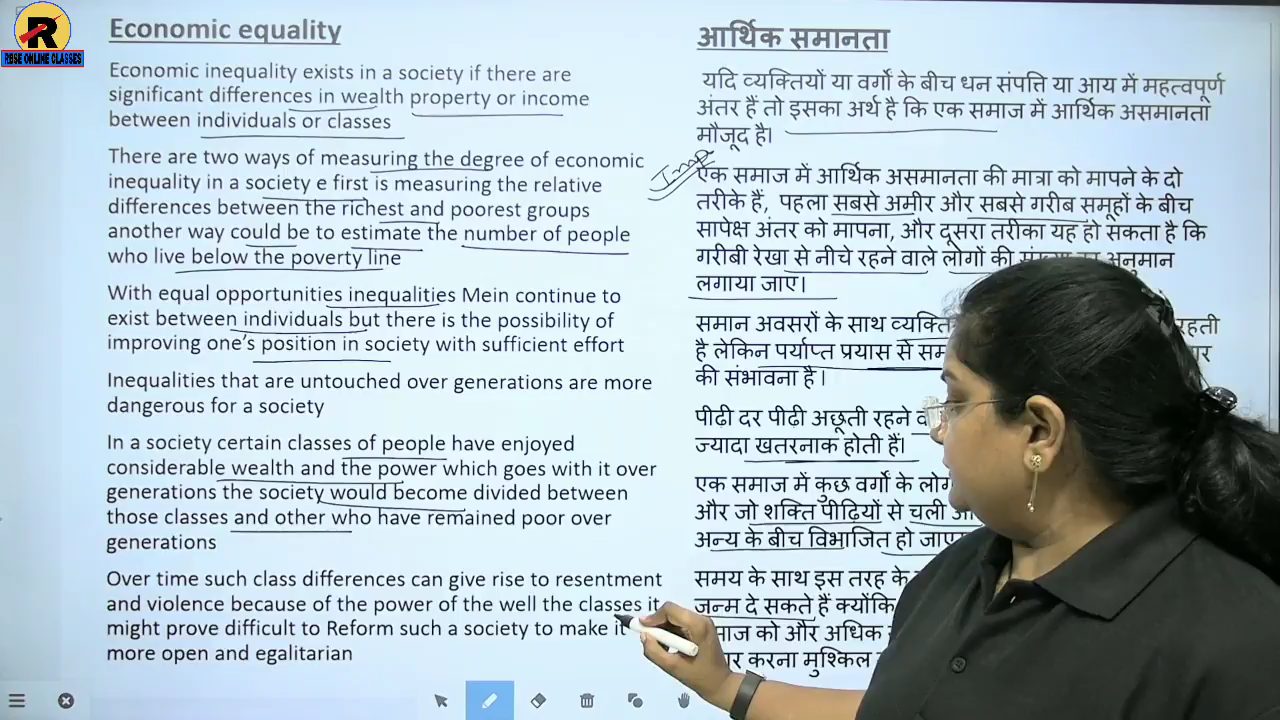 R
RBSE ONLINE CLASSES
Economic equality
Economic inequality exists in a society if there are
significant differences in wealth property or income
between individuals or classes
There are two ways of measuring the degree of economic
inequality in a society e first is measuring the relative
differences between the richest and poorest groups
another way could be to estimate the number of people
who live below the poverty line
With equal opportunities inequalities Mein continue to
exist between individuals but there is the possibility of
improving one's position in society with sufficient effort
Inequalities that are untouched over generations are more
dangerous for a society
In a society certain classes of people have enjoyed
considerable wealth and the power which goes with it over
generations the society would become divided between
those classes and other who have remained poor over
generations
Over time such class differences can give rise to resentment
and violence because of the power of the well the classes it
might prove difficult to Reform such a society to make it
more open and egalitarian
Imp
आर्थिक समानता
यदि व्यक्तियों या वर्गो के बीच धन संपत्ति या आय में महत्वपूर्ण
अंतर हैं तो इसका अर्थ है कि एक समाज में आर्थिक असमानता
मौजूद है।
एक समाज में आर्थिक असमानता की मात्रा को मापने के दो
तरीके हैं, पहला सबसे अमीर और सबसे गरीब समूहों के बीच
सापेक्ष अंतर को मापना, और दूसरा तरीका यह हो सकता है कि
गरीबी रेखा से नीचे रहने वाले लोगों की अनुमान
लगाया जाए।
समान अवसरों के साथ रहती
है लेकिन पर्याप्त प्रयास से
की संभावना है ।
पीढ़ी दर पीढ़ी अछूती रहने
ज्यादा खतरनाक होती हैं।
एक समाज में कुछ वर्गो के
और जो शक्ति पीढ़ियों से चली
अन्य के बीच विभाजित हो
समय के साथ इस तरह के
जन्म दे सकते हैं क्योंकि
को और अधिक
करना मुश्किल